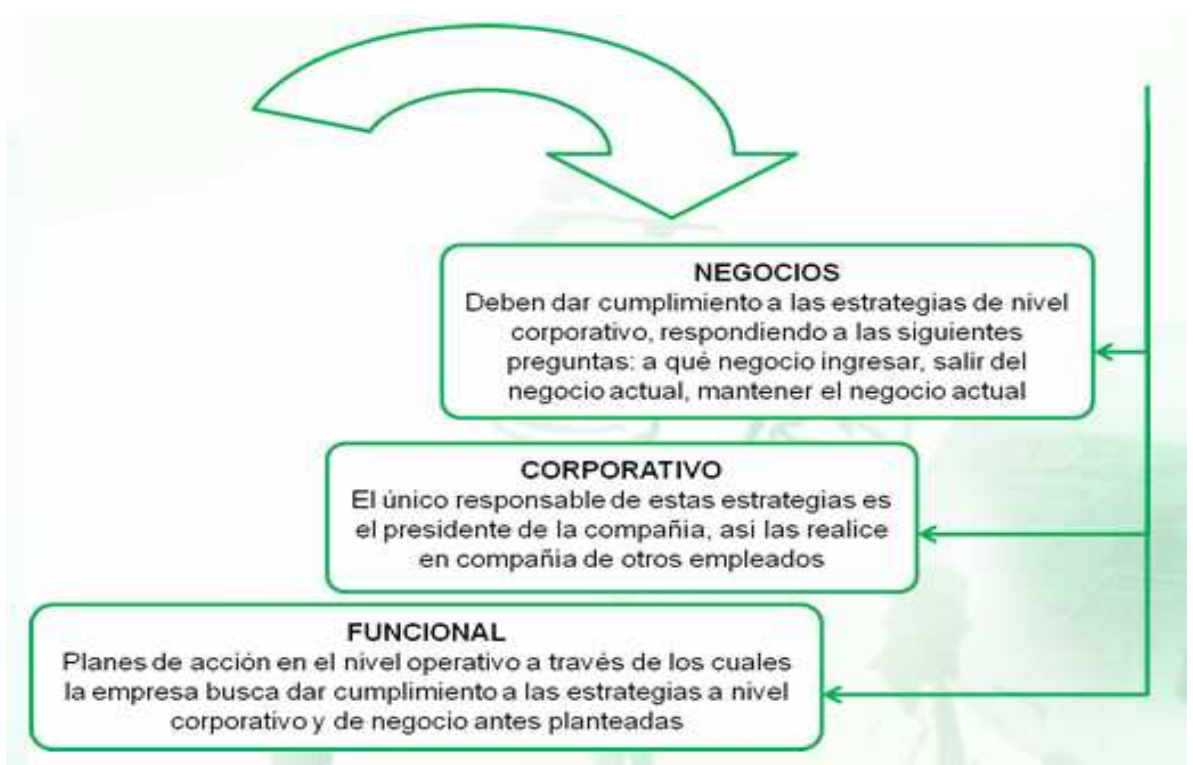 NEGOCIOS
Deben dar cumplimiento a las estrategias de nivel
corporativo, respondiendo a las siguientes
preguntas: a qué negocio ingresar, salir del
negocio actual, mantener el negocio actual
CORPORATIVO
El único responsable de estas estrategias es
el presidente de la compañia, asi las realice
en compañia de otros empleados
FUNCIONAL
Planes de acción en el nivel operativo a través de los cuales
la empresa busca dar cumplimiento a las estrategias a nivel
corporativo y de negocio antes planteadas